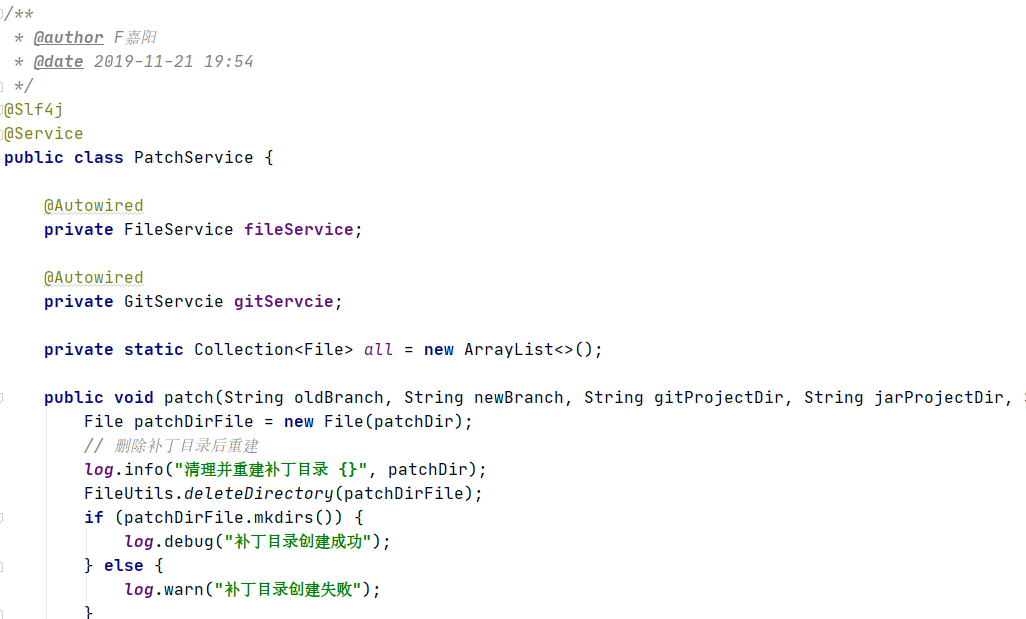 /**
 * @author F嘉阳
 * @date 2019-11-21 19:54
 */
@Slf4j
@Service
public class PatchService {
    @Autowired
    private FileService fileService;
    @Autowired
    private GitServcie gitServcie;
    private static Collection<File> all = new ArrayList<>();
    public void patch(String oldBranch, String newBranch, String gitProjectDir, String jarProjectDir,
        File patchDirFile = new File(patchDir);
        // 删除补丁目录后重建
        log.info("清理并重建补丁目录 {}", patchDir);
        FileUtils.deleteDirectory(patchDirFile);
        if (patchDirFile.mkdirs()) {
            log.debug("补丁目录创建成功");
        } else {
            log.warn("补丁目录创建失败");
        }